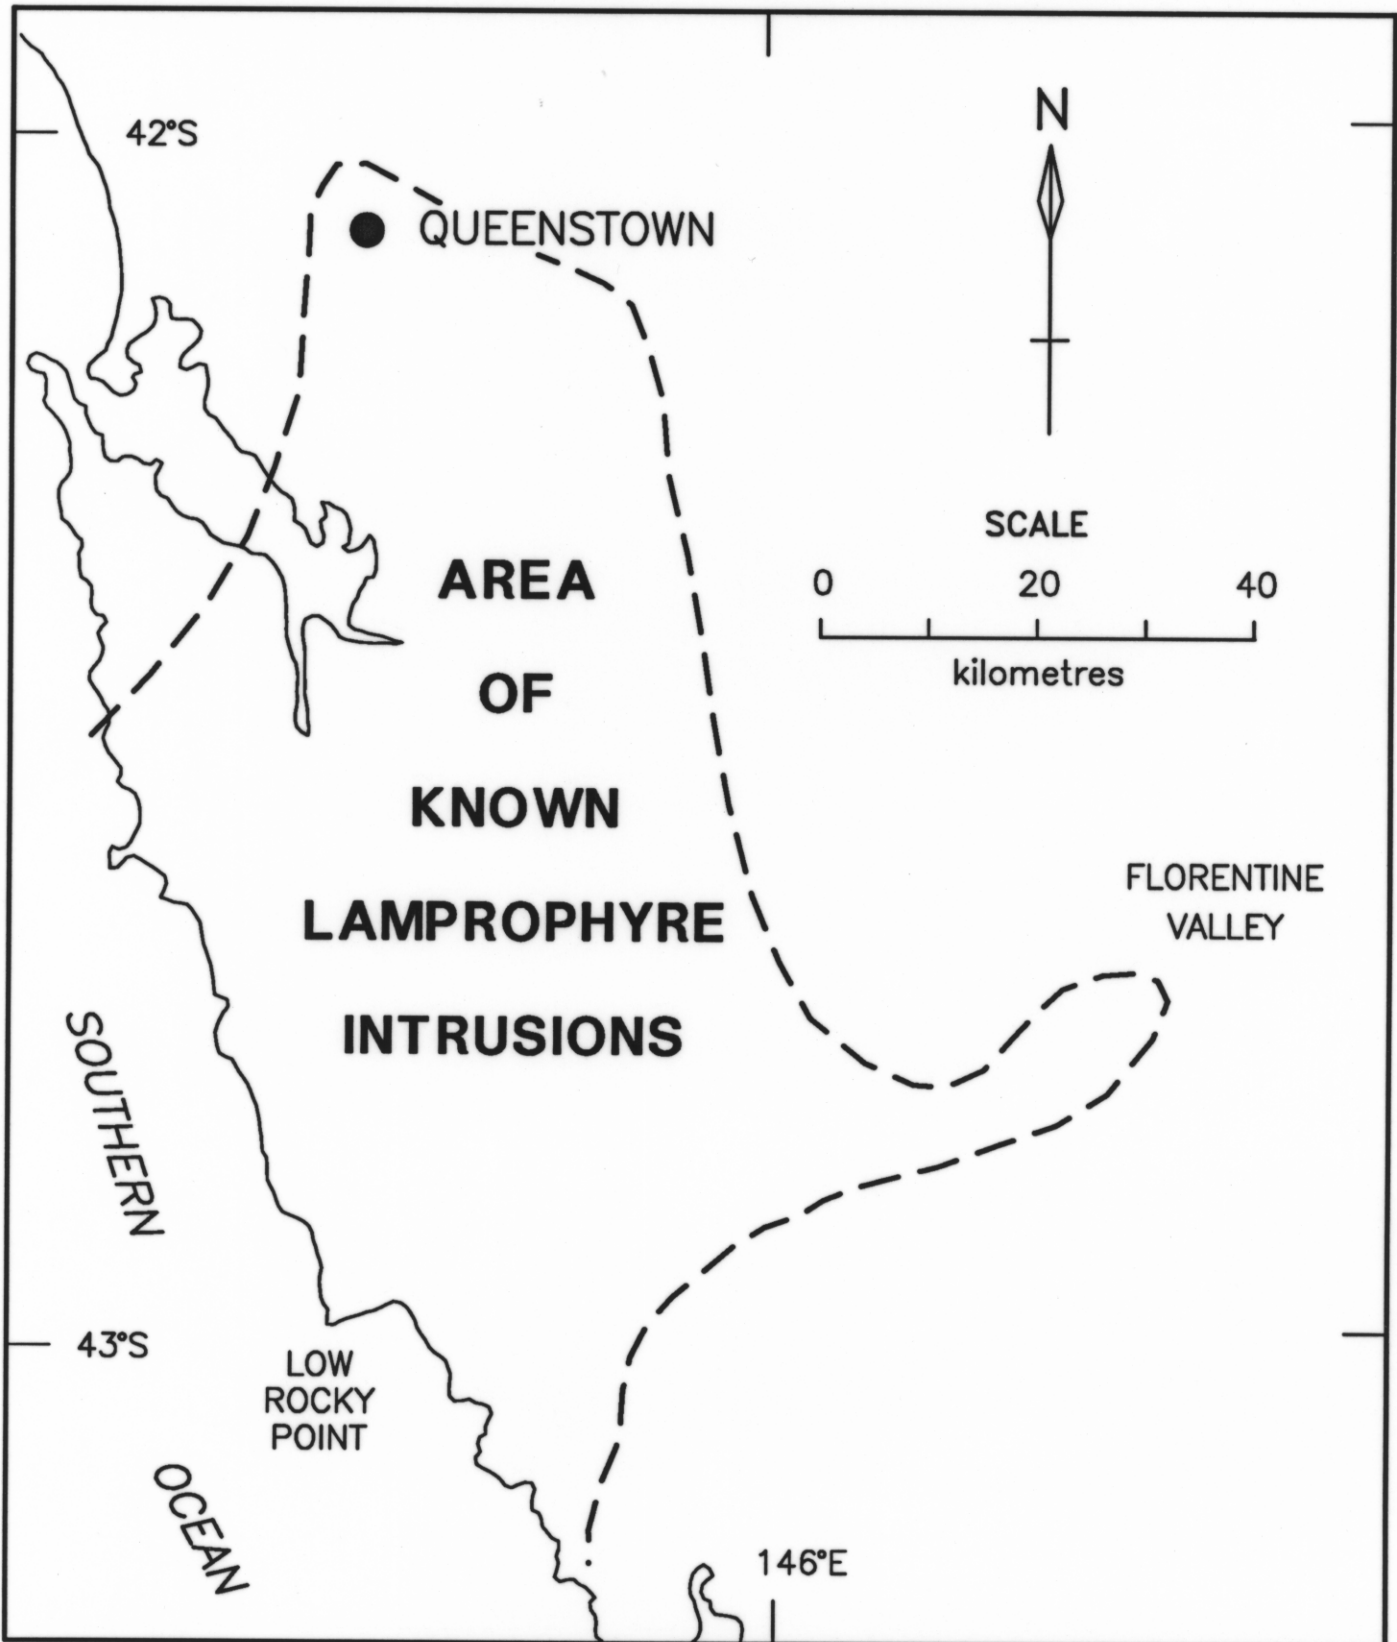 N
42°S
QUEENSTOWN
SCALE
0 20 40
kilometres
AREA
OF
KNOWN
LAMPROPHYRE
INTRUSIONS
FLORENTINE
VALLEY
SOUTHERN
OCEAN
43°S
LOW
ROCKY
POINT
146°E